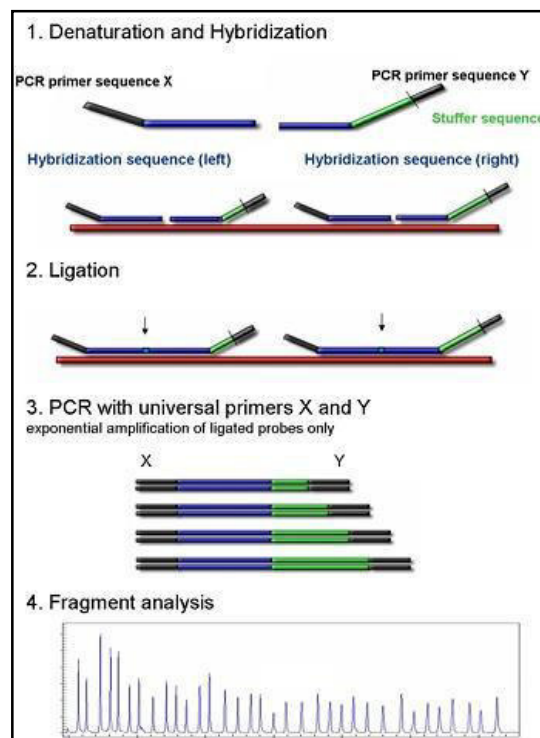 1. Denaturation and Hybridization
PCR primer sequence X
PCR primer sequence Y
Stuffer sequence
Hybridization sequence (left)
Hybridization sequence (right)
2. Ligation
3. PCR with universal primers X and Y
exponential amplification of ligated probes only
X
Y
4. Fragment analysis